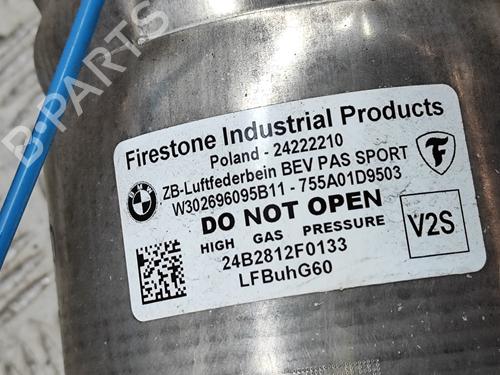 Firestone Industrial Products
Poland - 24222210
ZB-Luftfederbein BEV PAS SPORT
W302696095B11 - 755A01D9503
DO NOT OPEN
HIGH GAS PRESSURE
24B2812F0133
LFBuhG60
V2S
B-PARTS